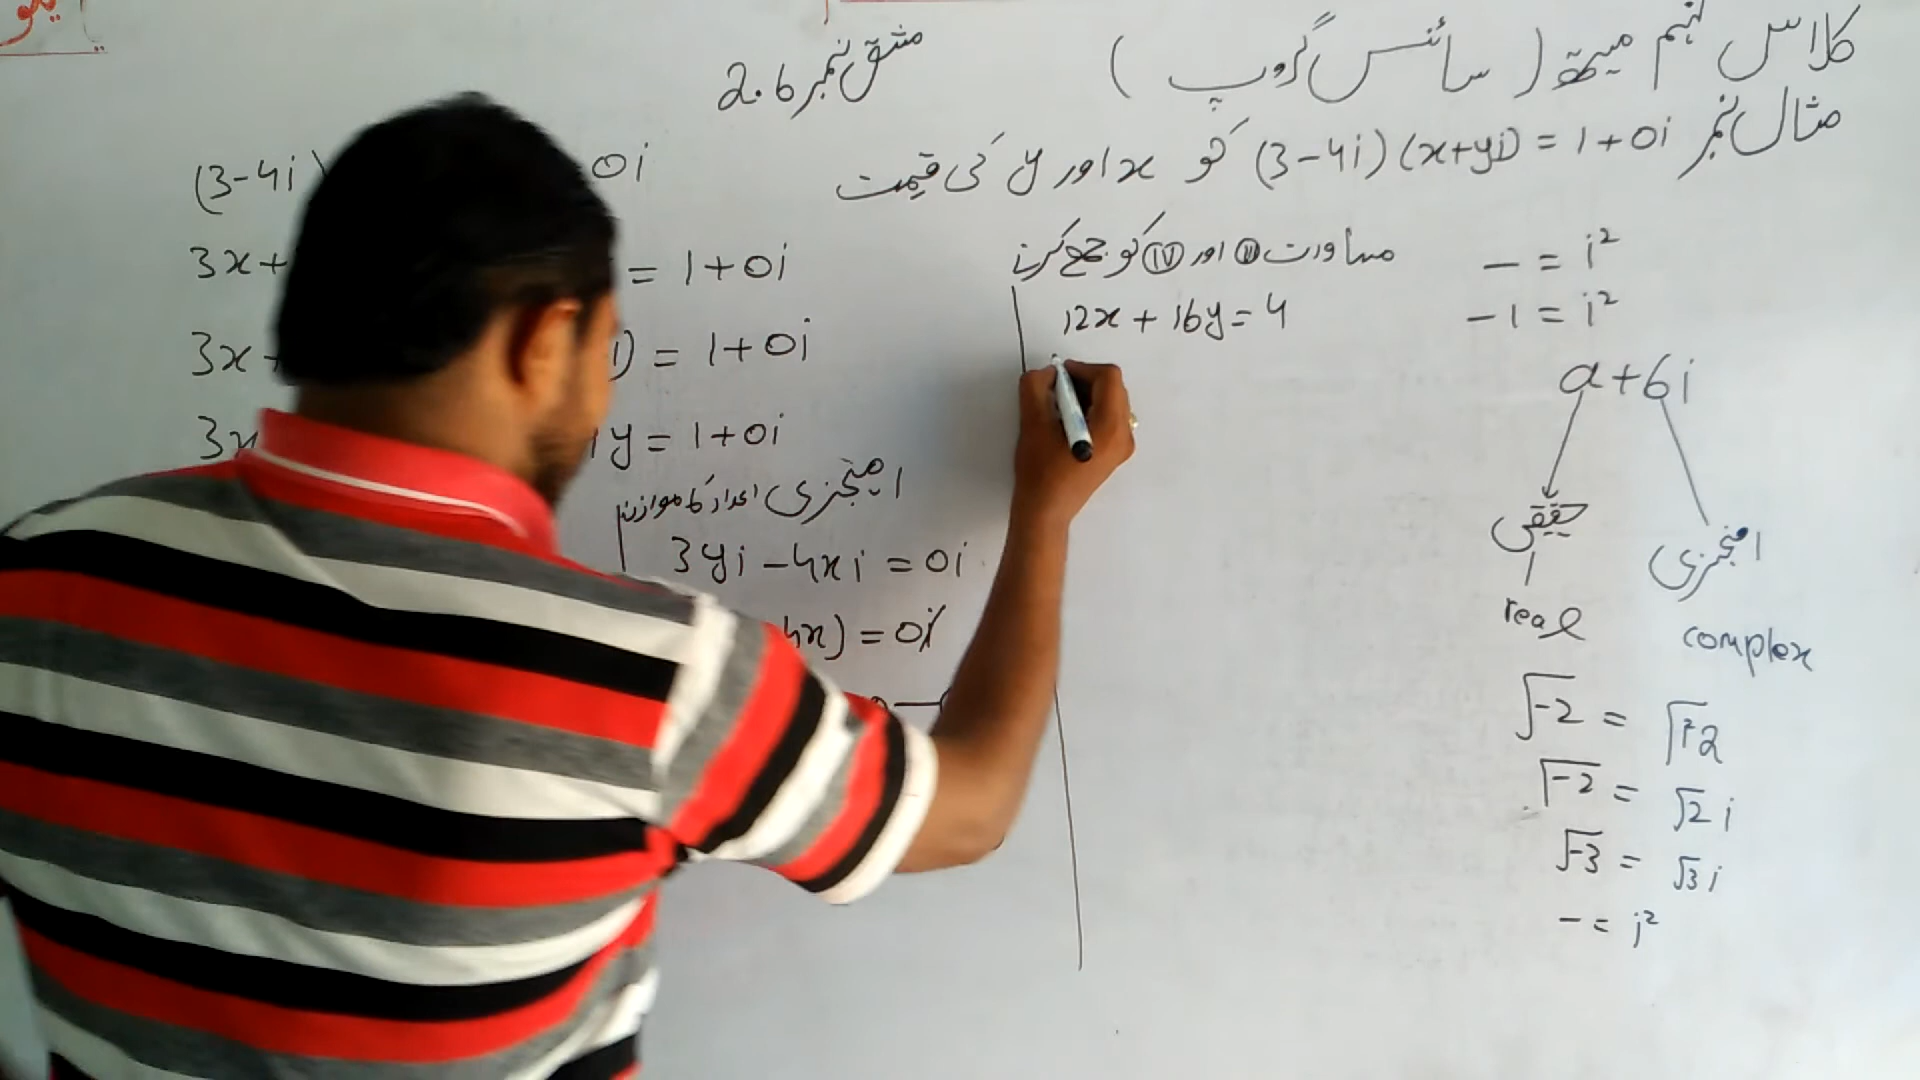 کلاس نہم میتھ (سائنس گروپ)
مشق نمبر 2.6
مثال نمبر (3-4i)(x+yi) = 1+0i کو x اور y کی قیمت
(3-4i) 0i
3x+ = 1+0i
3x+ i) = 1+0i
3x y = 1+0i
امیجنری اعداد کا موازنہ
3yi - 4xi = 0i
4x) = 0i
مساوات اور (iv) کو جمع کرنے
12x + 16y = 4
- = i²
-1 = i²
a+bi
حقیقی
امیجنری
real
complex
√-2 = √i²2
√-2 = √2 i
√-3 = √3 i
- = i²